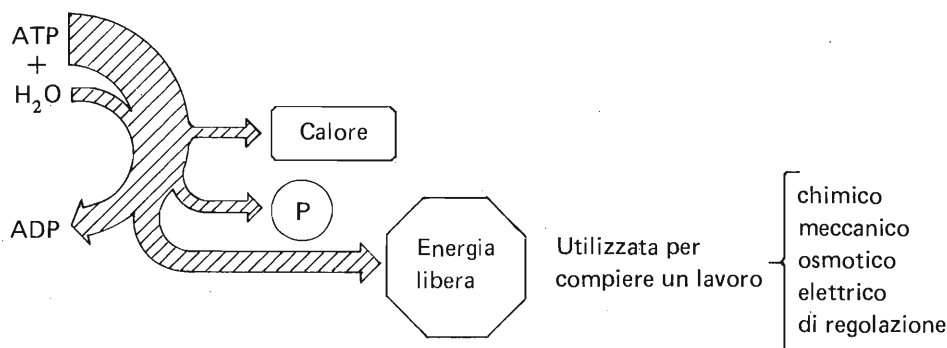 ATP
+
H₂O
ADP
Calore
P
Energia
libera
Utilizzata per
compiere un lavoro
chimico
meccanico
osmotico
elettrico
di regolazione